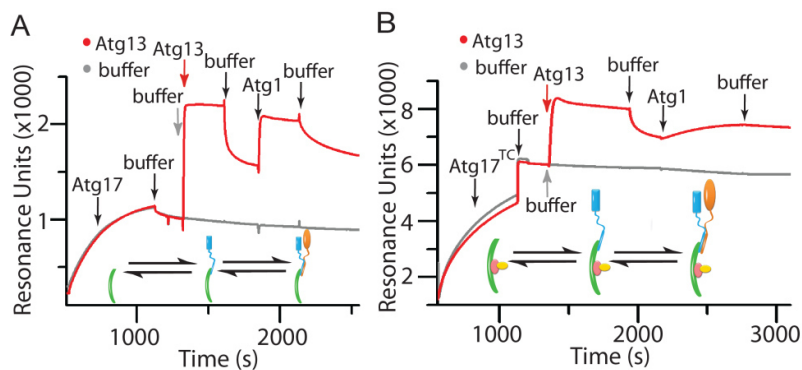 A
Atg13
buffer
Atg13
buffer
buffer
Atg1
buffer
Atg17
buffer
Resonance Units (x1000)
2
1
1000
2000
Time (s)
B
Atg13
buffer
Atg13
buffer
buffer
Atg1
buffer
Atg17TC
buffer
Resonance Units (x1000)
8
6
4
2
1000
2000
3000
Time (s)